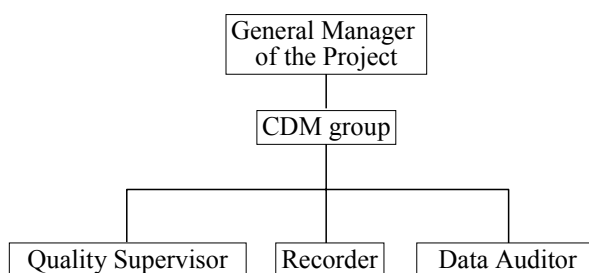 General Manager
of the Project
CDM group
Quality Supervisor
Recorder
Data Auditor